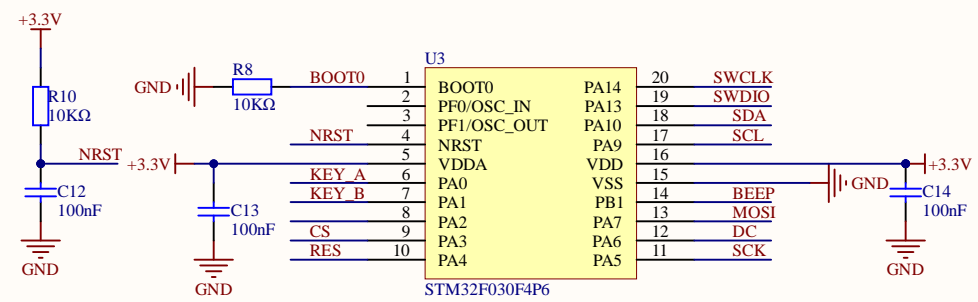 +3.3V
R10
10KΩ
NRST
C12
100nF
GND
GND
R8
10KΩ
BOOT0
NRST
+3.3V
C13
100nF
GND
KEY_A
KEY_B
CS
RES
U3
1 BOOT0
2 PF0/OSC_IN
3 PF1/OSC_OUT
4 NRST
5 VDDA
6 PA0
7 PA1
8 PA2
9 PA3
10 PA4
PA14 20 SWCLK
PA13 19 SWDIO
PA10 18 SDA
PA9 17 SCL
VDD 16
VSS 15
PB1 14 BEEP
PA7 13 MOSI
PA6 12 DC
PA5 11 SCK
STM32F030F4P6
+3.3V
GND
C14
100nF
GND